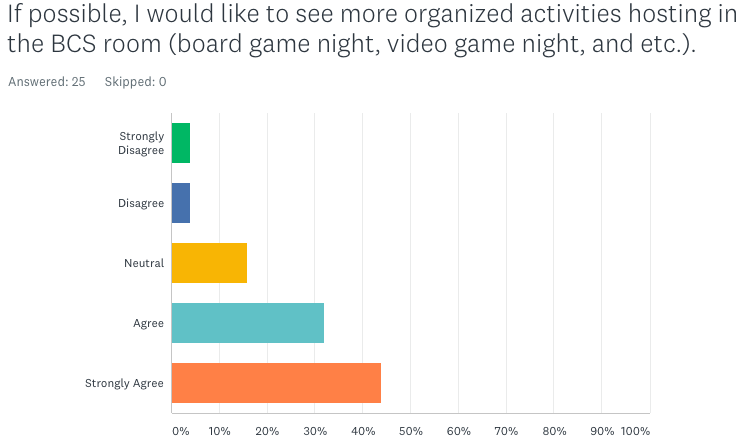 If possible, I would like to see more organized activities hosting in
the BCS room (board game night, video game night, and etc.).
Answered: 25 Skipped: 0
Strongly
Disagree
Disagree
Neutral
Agree
Strongly Agree
0% 10% 20% 30% 40% 50% 60% 70% 80% 90% 100%